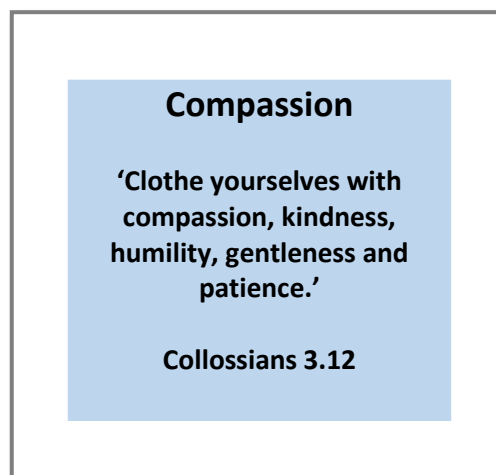 Compassion
‘Clothe yourselves with
compassion, kindness,
humility, gentleness and
patience.’
Collossians 3.12